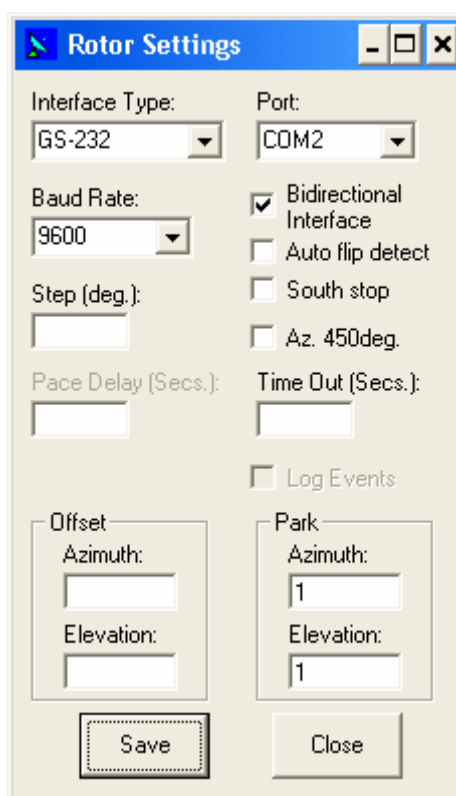 Rotor Settings
Interface Type: Port:
GS-232 COM2
Baud Rate:
9600
Bidirectional
Interface
Auto flip detect
Step (deg.):
South stop
Az. 450deg.
Pace Delay (Secs.): Time Out (Secs.):
Log Events
Offset
Azimuth:
Elevation:
Park
Azimuth:
1
Elevation:
1
Save Close